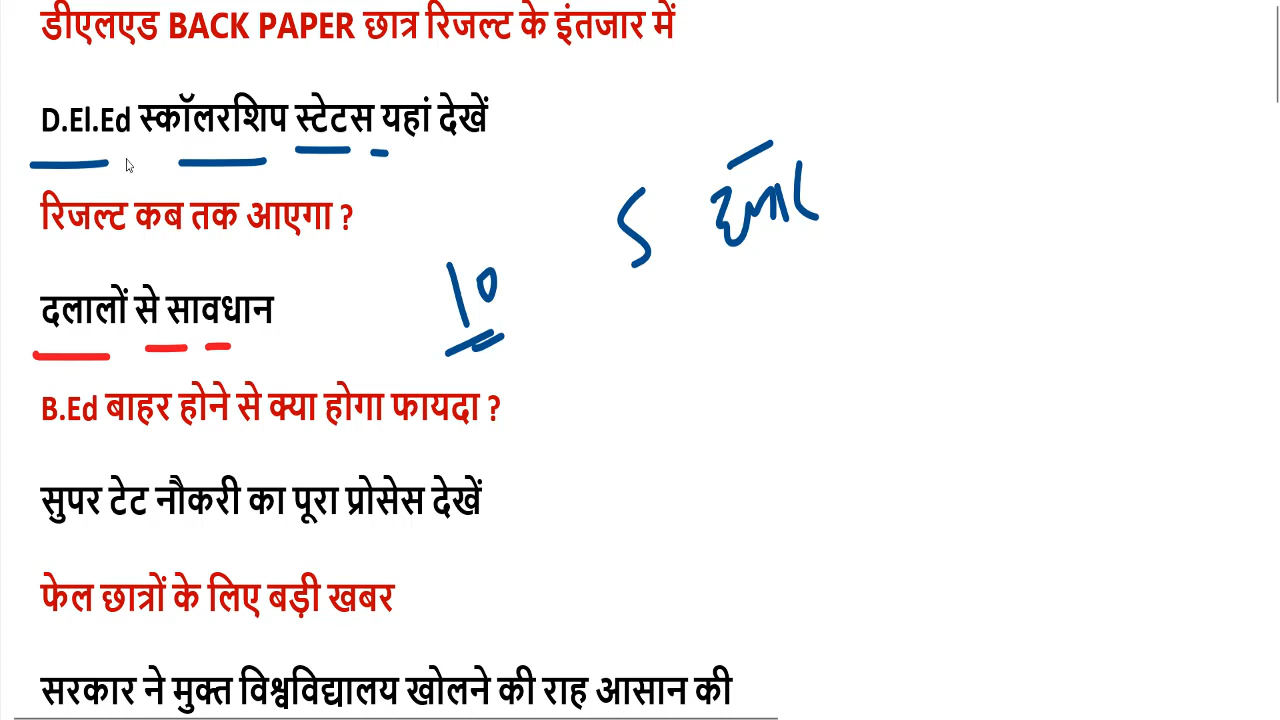 डीएलएड BACK PAPER छात्र रिजल्ट के इंतजार में
D.El.Ed स्कॉलरशिप स्टेटस यहां देखें
रिजल्ट कब तक आएगा ?
दलालों से सावधान
10
B.Ed बाहर होने से क्या होगा फायदा ?
सुपर टेट नौकरी का पूरा प्रोसेस देखें
फेल छात्रों के लिए बड़ी खबर
सरकार ने मुक्त विश्वविद्यालय खोलने की राह आसान की